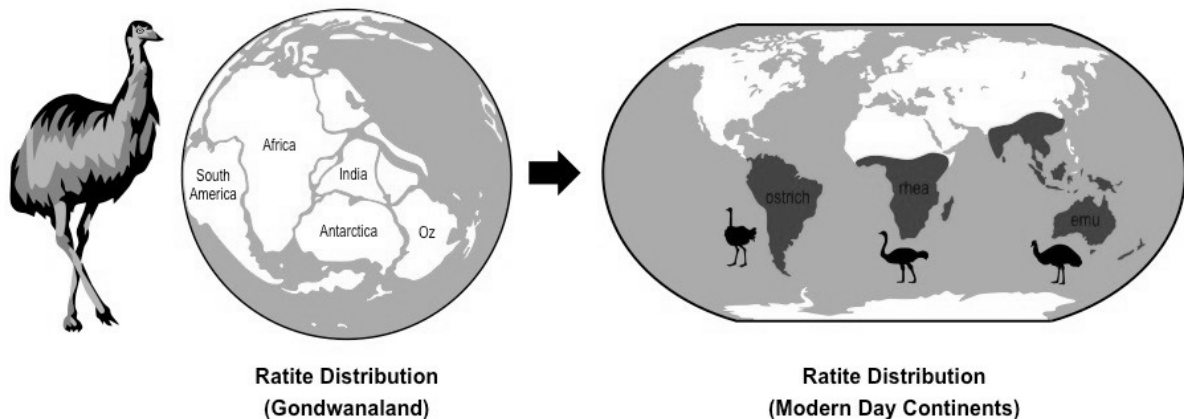 Africa
South
America
India
Antarctica
Oz
ostrich
rhea
emu
Ratite Distribution
(Gondwanaland)
Ratite Distribution
(Modern Day Continents)